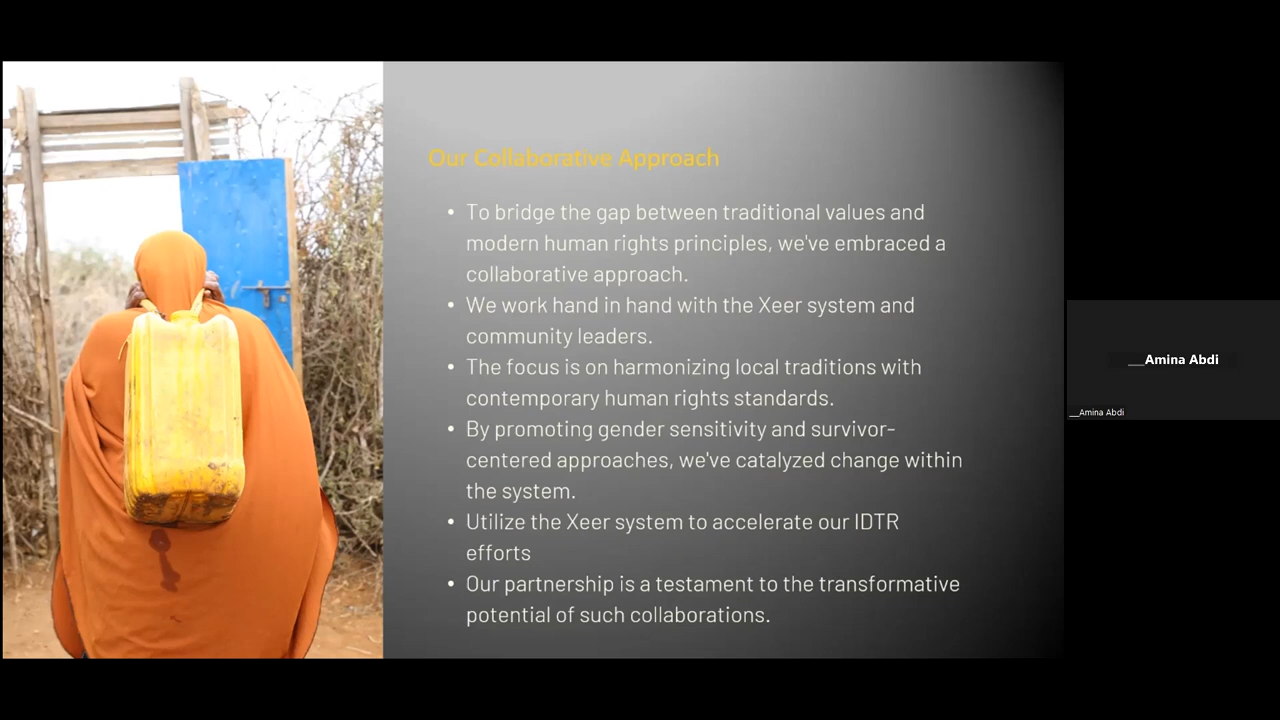 Our Collaborative Approach
• To bridge the gap between traditional values and
modern human rights principles, we've embraced a
collaborative approach.
• We work hand in hand with the Xeer system and
community leaders.
• The focus is on harmonizing local traditions with
contemporary human rights standards.
• By promoting gender sensitivity and survivor-
centered approaches, we've catalyzed change within
the system.
• Utilize the Xeer system to accelerate our IDTR
efforts
• Our partnership is a testament to the transformative
potential of such collaborations.
__Amina Abdi
__Amina Abdi